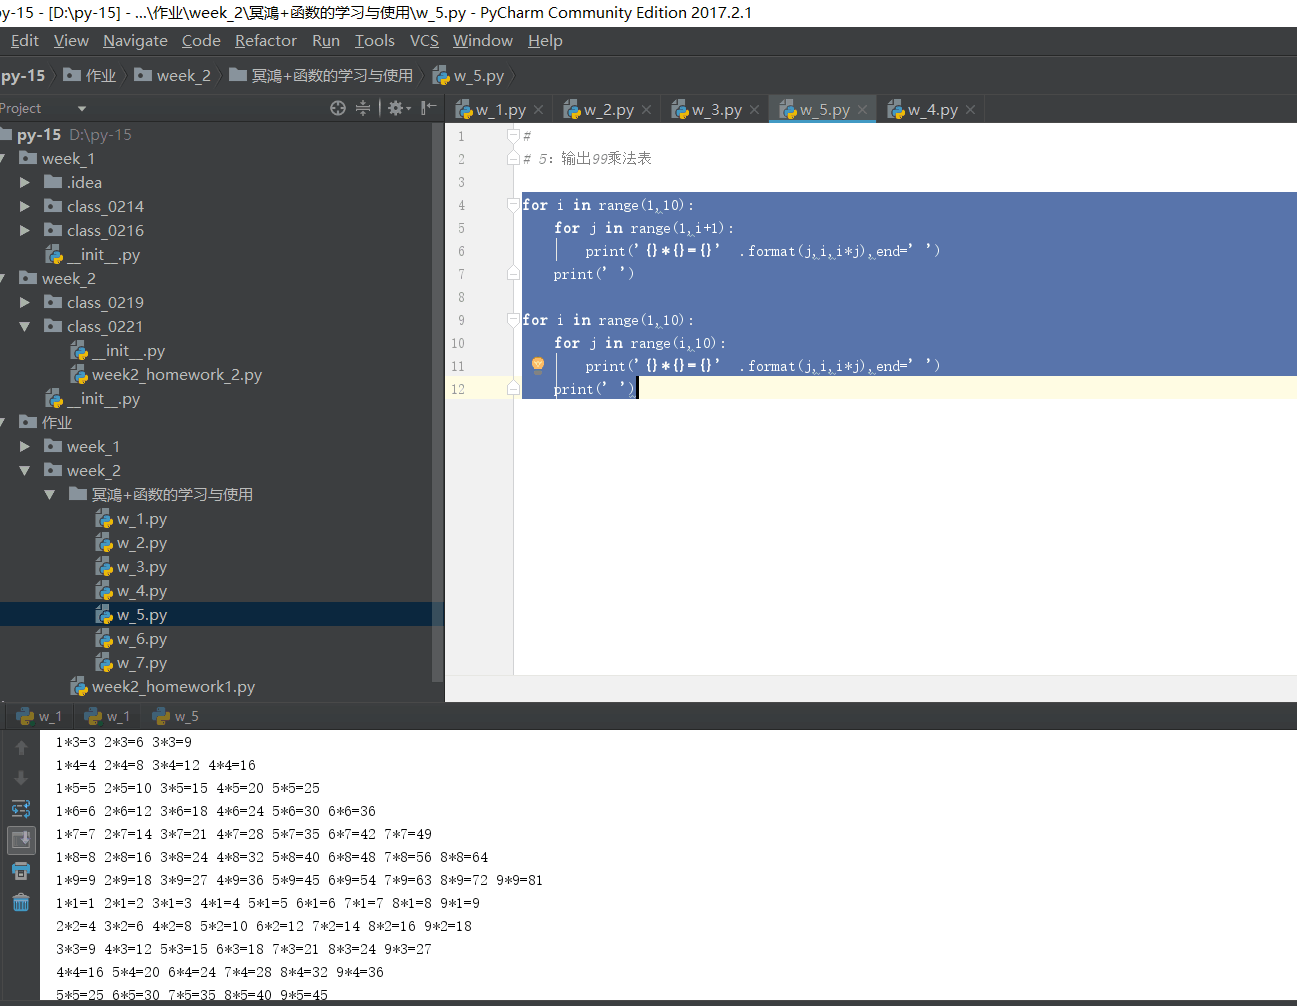 py-15 - [D:\py-15] - ...\作业\week_2\冥鴻+函数的学习与使用\w_5.py - PyCharm Community Edition 2017.2.1
Edit View Navigate Code Refactor Run Tools VCS Window Help
py-15 作业 week_2 冥鴻+函数的学习与使用 w_5.py
Project
w_1.py w_2.py w_3.py w_5.py w_4.py
py-15 D:\py-15
week_1
.idea
class_0214
class_0216
__init__.py
week_2
class_0219
class_0221
__init__.py
week2_homework_2.py
__init__.py
作业
week_1
week_2
冥鴻+函数的学习与使用
w_1.py
w_2.py
w_3.py
w_4.py
w_5.py
w_6.py
w_7.py
week2_homework1.py
1 #
2 # 5：输出99乘法表
3
4 for i in range(1,10):
5 for j in range(1,i+1):
6 print('{}*{}={}' .format(j,i,i*j),end=' ')
7 print(' ')
8
9 for i in range(1,10):
10 for j in range(i,10):
11 print('{}*{}={}' .format(j,i,i*j),end=' ')
12 print(' ')
w_1 w_1 w_5
1*3=3 2*3=6 3*3=9
1*4=4 2*4=8 3*4=12 4*4=16
1*5=5 2*5=10 3*5=15 4*5=20 5*5=25
1*6=6 2*6=12 3*6=18 4*6=24 5*6=30 6*6=36
1*7=7 2*7=14 3*7=21 4*7=28 5*7=35 6*7=42 7*7=49
1*8=8 2*8=16 3*8=24 4*8=32 5*8=40 6*8=48 7*8=56 8*8=64
1*9=9 2*9=18 3*9=27 4*9=36 5*9=45 6*9=54 7*9=63 8*9=72 9*9=81
1*1=1 2*1=2 3*1=3 4*1=4 5*1=5 6*1=6 7*1=7 8*1=8 9*1=9
2*2=4 3*2=6 4*2=8 5*2=10 6*2=12 7*2=14 8*2=16 9*2=18
3*3=9 4*3=12 5*3=15 6*3=18 7*3=21 8*3=24 9*3=27
4*4=16 5*4=20 6*4=24 7*4=28 8*4=32 9*4=36
5*5=25 6*5=30 7*5=35 8*5=40 9*5=45